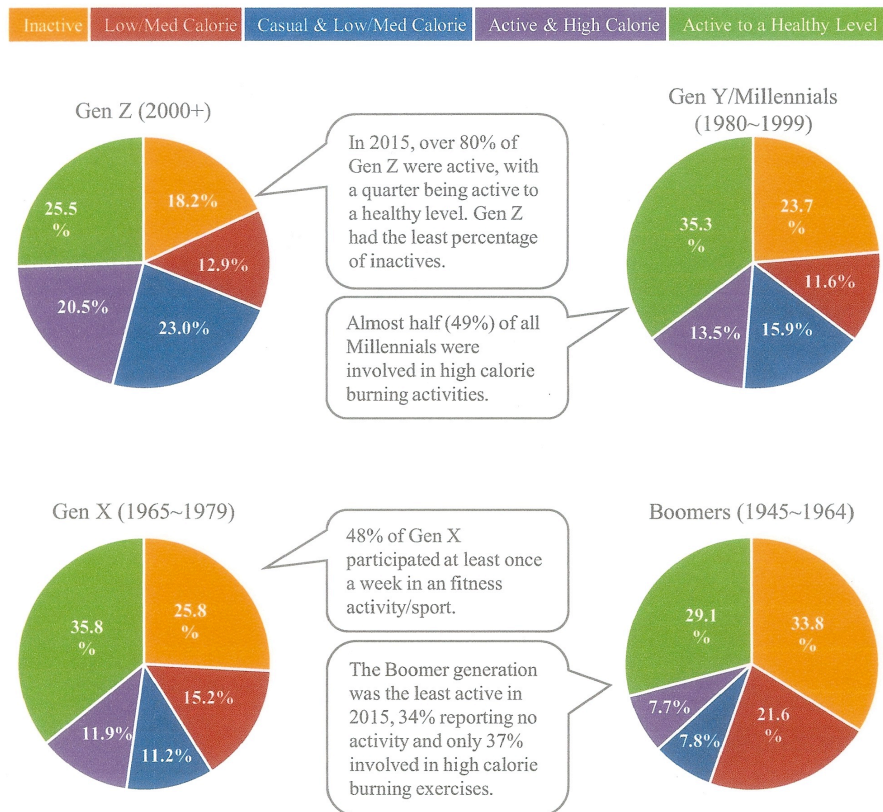 Inactive Low/Med Calorie Casual & Low/Med Calorie Active & High Calorie Active to a Healthy Level
Gen Z (2000+)
25.5
%
18.2%
12.9%
20.5%
23.0%
In 2015, over 80% of
Gen Z were active, with
a quarter being active to
a healthy level. Gen Z
had the least percentage
of inactives.
Gen Y/Millennials
(1980~1999)
35.3
%
23.7
%
11.6%
13.5%
15.9%
Almost half (49%) of all
Millennials were
involved in high calorie
burning activities.
Gen X (1965~1979)
35.8
%
25.8
%
15.2%
11.9%
11.2%
48% of Gen X
participated at least once
a week in an fitness
activity/sport.
Boomers (1945~1964)
29.1
%
33.8
%
7.7%
7.8%
21.6
%
The Boomer generation
was the least active in
2015, 34% reporting no
activity and only 37%
involved in high calorie
burning exercises.